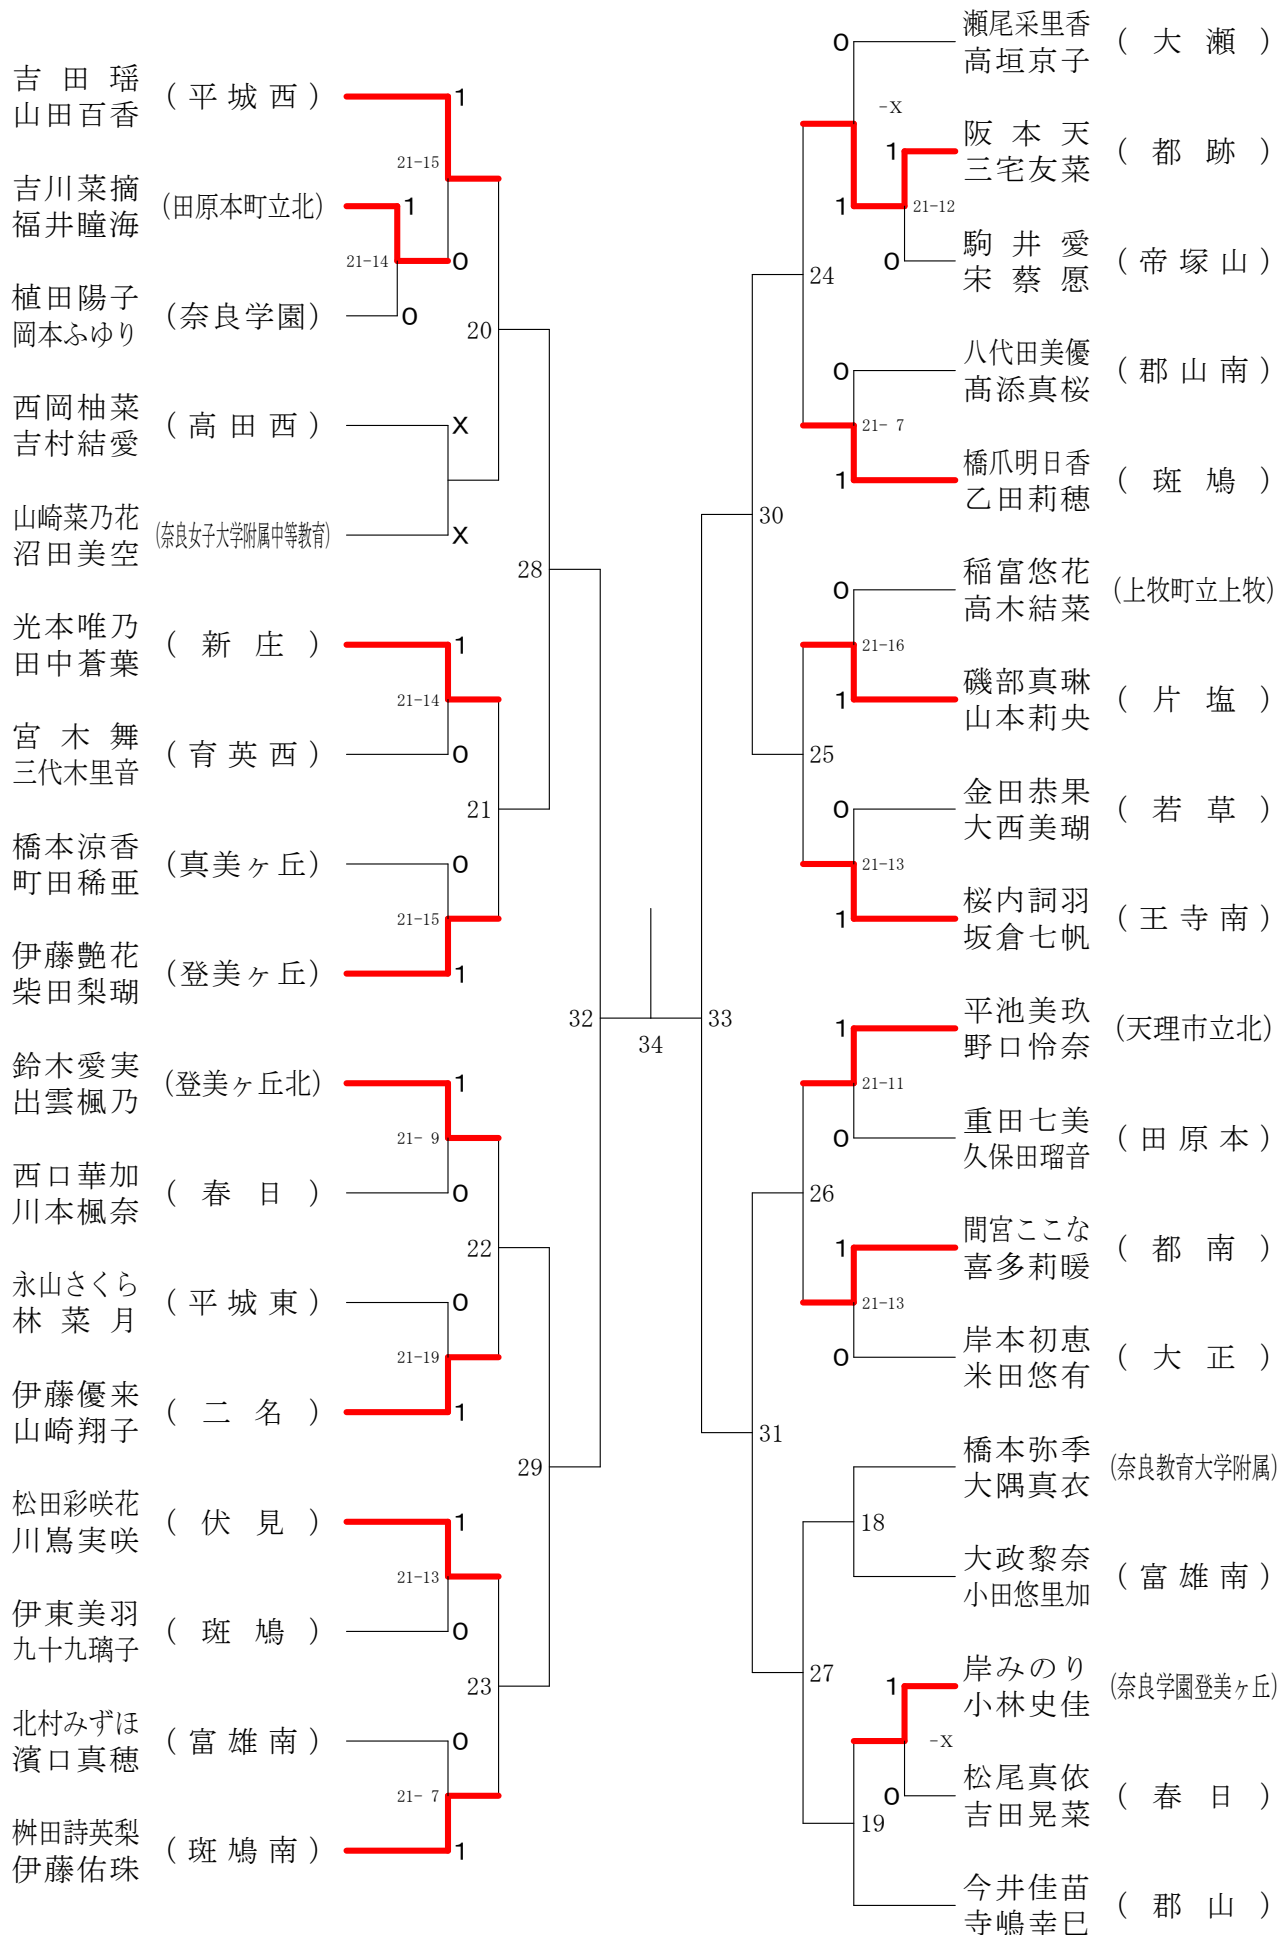 吉田瑶
山田百香
(平城西)
1
21-15
吉川菜摘
福井瞳海
(田原本町立北)
1
21-14
0
植田陽子
岡本ふゆり
(奈良学園)
0
20
西岡柚菜
吉村結愛
(高田西)
X
山崎菜乃花
沼田美空
(奈良女子大学附属中等教育)
X
28
光本唯乃
田中蒼葉
(新庄)
1
21-14
宮木舞
三代木里音
(育英西)
0
21
橋本涼香
町田稀亜
(真美ヶ丘)
0
21-15
伊藤艶花
柴田梨瑚
(登美ヶ丘)
1
32
34
33
鈴木愛実
出雲楓乃
(登美ヶ丘北)
1
21- 9
西口華加
川本楓奈
(春日)
0
22
永山さくら
林菜月
(平城東)
0
21-19
伊藤優来
山崎翔子
(二名)
1
29
松田彩咲花
川嶌実咲
(伏見)
1
21-13
伊東美羽
九十九璃子
(斑鳩)
0
23
北村みずほ
濱口真穂
(富雄南)
0
21- 7
桝田詩英梨
伊藤佑珠
(斑鳩南)
1
0
瀬尾采里香
高垣京子
(大瀬)
-X
1
阪本天
三宅友菜
(都跡)
1
21-12
0
駒井愛
宋蔡愿
(帝塚山)
24
0
八代田美優
髙添真桜
(郡山南)
21- 7
1
橋爪明日香
乙田莉穂
(斑鳩)
30
0
稲富悠花
高木結菜
(上牧町立上牧)
21-16
1
磯部真琳
山本莉央
(片塩)
25
0
金田恭果
大西美瑚
(若草)
21-13
1
桜内詞羽
坂倉七帆
(王寺南)
1
平池美玖
野口怜奈
(天理市立北)
21-11
0
重田七美
久保田瑠音
(田原本)
26
1
間宮ここな
喜多莉暖
(都南)
21-13
0
岸本初恵
米田悠有
(大正)
31
橋本弥季
大隅真衣
(奈良教育大学附属)
18
大政黎奈
小田悠里加
(富雄南)
27
1
岸みのり
小林史佳
(奈良学園登美ヶ丘)
-X
0
松尾真依
吉田晃菜
(春日)
19
今井佳苗
寺嶋幸巳
(郡山)